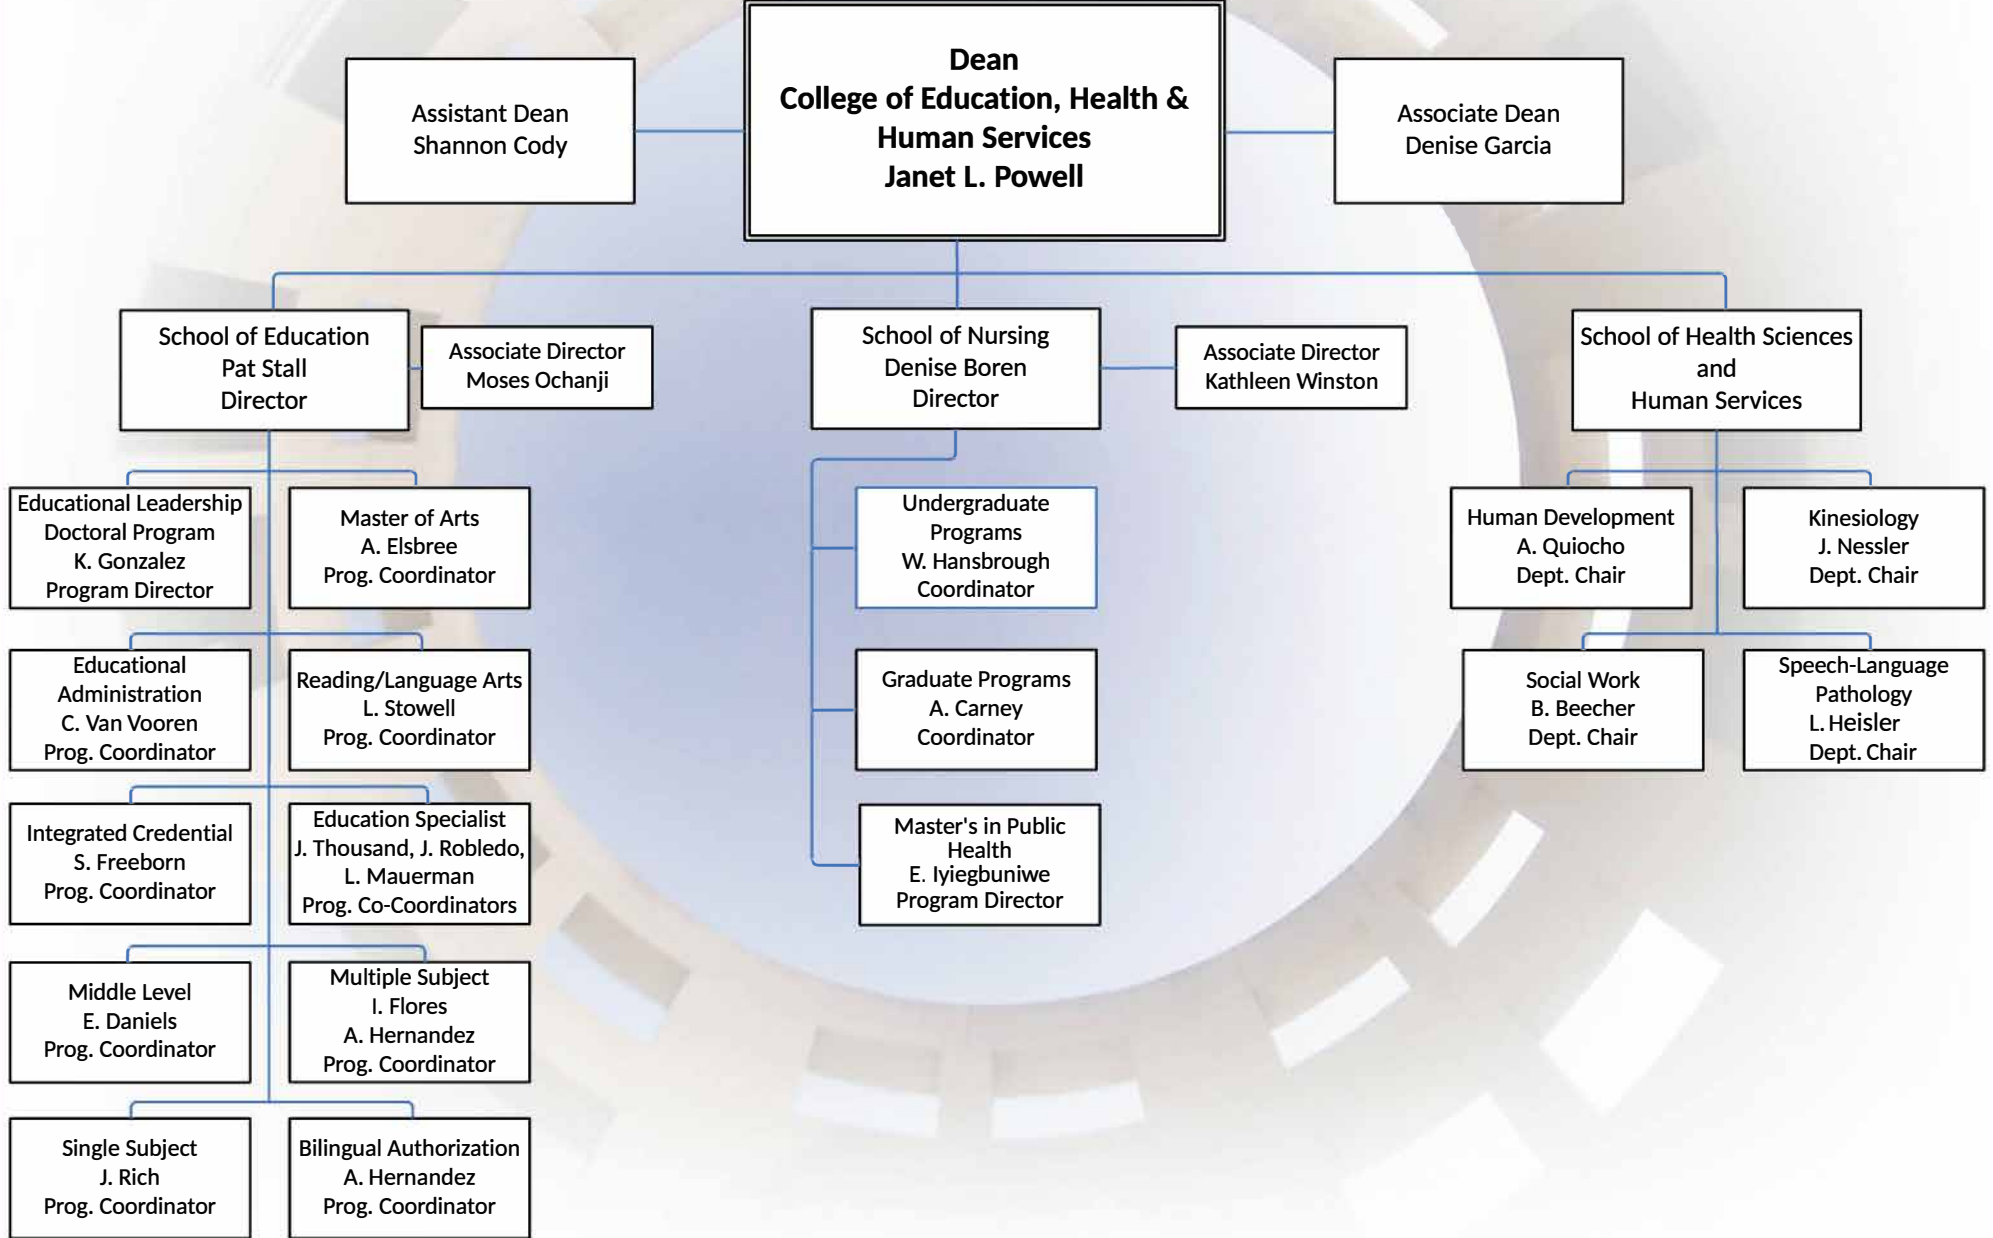 Dean
College of Education, Health &
Human Services
Janet L. Powell
Assistant Dean
Shannon Cody
Associate Dean
Denise Garcia
School of Education
Pat Stall
Director
Associate Director
Moses Ochanji
School of Nursing
Denise Boren
Director
Associate Director
Kathleen Winston
School of Health Sciences
and
Human Services
Educational Leadership
Doctoral Program
K. Gonzalez
Program Director
Master of Arts
A. Elsbree
Prog. Coordinator
Educational
Administration
C. Van Vooren
Prog. Coordinator
Reading/Language Arts
L. Stowell
Prog. Coordinator
Integrated Credential
S. Freeborn
Prog. Coordinator
Education Specialist
J. Thousand, J. Robledo,
L. Mauerman
Prog. Co-Coordinators
Middle Level
E. Daniels
Prog. Coordinator
Multiple Subject
I. Flores
A. Hernandez
Prog. Coordinator
Single Subject
J. Rich
Prog. Coordinator
Bilingual Authorization
A. Hernandez
Prog. Coordinator
Undergraduate
Programs
W. Hansbrough
Coordinator
Graduate Programs
A. Carney
Coordinator
Master's in Public
Health
E. Iyiegbuniwe
Program Director
Human Development
A. Quiocho
Dept. Chair
Kinesiology
J. Nessler
Dept. Chair
Social Work
B. Beecher
Dept. Chair
Speech-Language
Pathology
L. Heisler
Dept. Chair